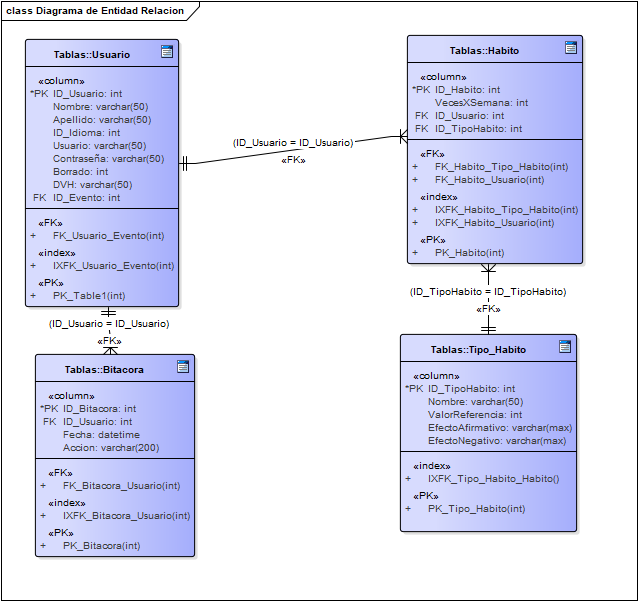 class Diagrama de Entidad Relacion
Tablas::Usuario
«column»
*PK ID_Usuario: int
Nombre: varchar(50)
Apellido: varchar(50)
ID_Idioma: int
Usuario: varchar(50)
Contraseña: varchar(50)
Borrado: int
DVH: varchar(50)
FK ID_Evento: int
«FK»
+ FK_Usuario_Evento(int)
«index»
+ IXFK_Usuario_Evento(int)
«PK»
+ PK_Table1(int)
(ID_Usuario = ID_Usuario)
«FK»
Tablas::Habito
«column»
*PK ID_Habito: int
VecesXSemana: int
FK ID_Usuario: int
FK ID_TipoHabito: int
«FK»
+ FK_Habito_Tipo_Habito(int)
+ FK_Habito_Usuario(int)
«index»
+ IXFK_Habito_Tipo_Habito(int)
+ IXFK_Habito_Usuario(int)
«PK»
+ PK_Habito(int)
(ID_Usuario = ID_Usuario)
«FK»
Tablas::Bitacora
«column»
*PK ID_Bitacora: int
FK ID_Usuario: int
Fecha: datetime
Accion: varchar(200)
«FK»
+ FK_Bitacora_Usuario(int)
«index»
+ IXFK_Bitacora_Usuario(int)
«PK»
+ PK_Bitacora(int)
(ID_TipoHabito = ID_TipoHabito)
«FK»
Tablas::Tipo_Habito
«column»
*PK ID_TipoHabito: int
Nombre: varchar(50)
ValorReferencia: int
EfectoAfirmativo: varchar(max)
EfectoNegativo: varchar(max)
«index»
+ IXFK_Tipo_Habito_Habito()
«PK»
+ PK_Tipo_Habito(int)